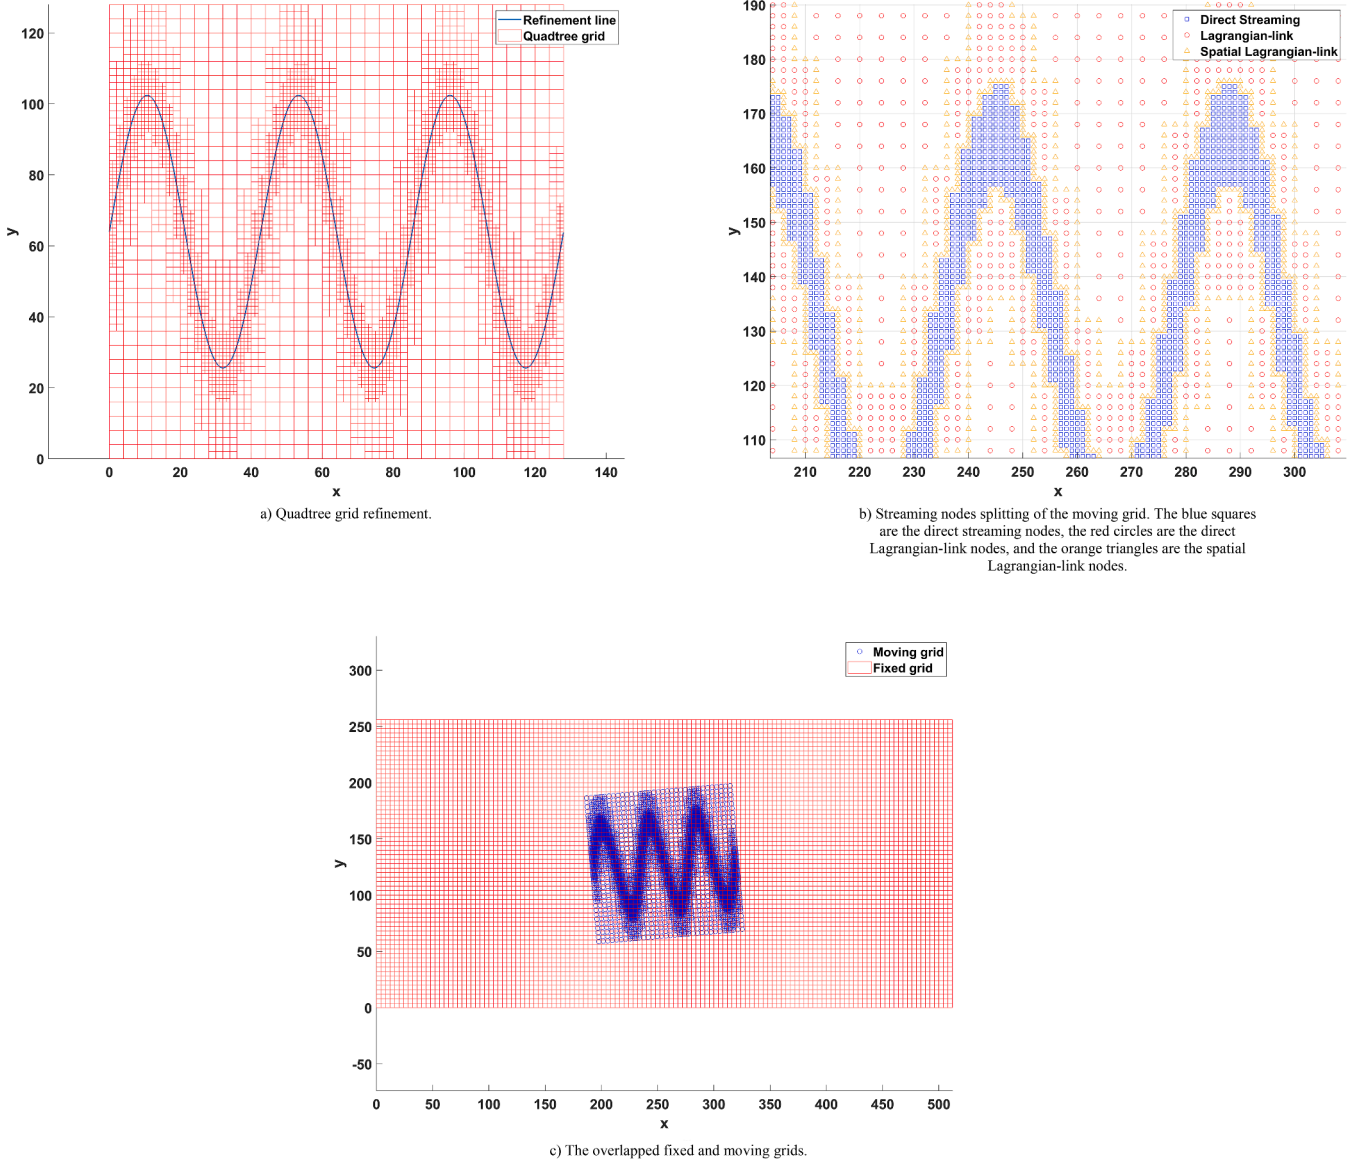 Refinement line
Quadtree grid
120
100
80
60
40
20
0
y
0 20 40 60 80 100 120 140
x
a) Quadtree grid refinement.
Direct Streaming
Lagrangian-link
Spatial Lagrangian-link
190
180
170
160
150
140
130
120
110
y
210 220 230 240 250 260 270 280 290 300
x
b) Streaming nodes splitting of the moving grid. The blue squares
are the direct streaming nodes, the red circles are the direct
Lagrangian-link nodes, and the orange triangles are the spatial
Lagrangian-link nodes.
Moving grid
Fixed grid
300
250
200
150
100
50
0
-50
y
0 50 100 150 200 250 300 350 400 450 500
x
c) The overlapped fixed and moving grids.